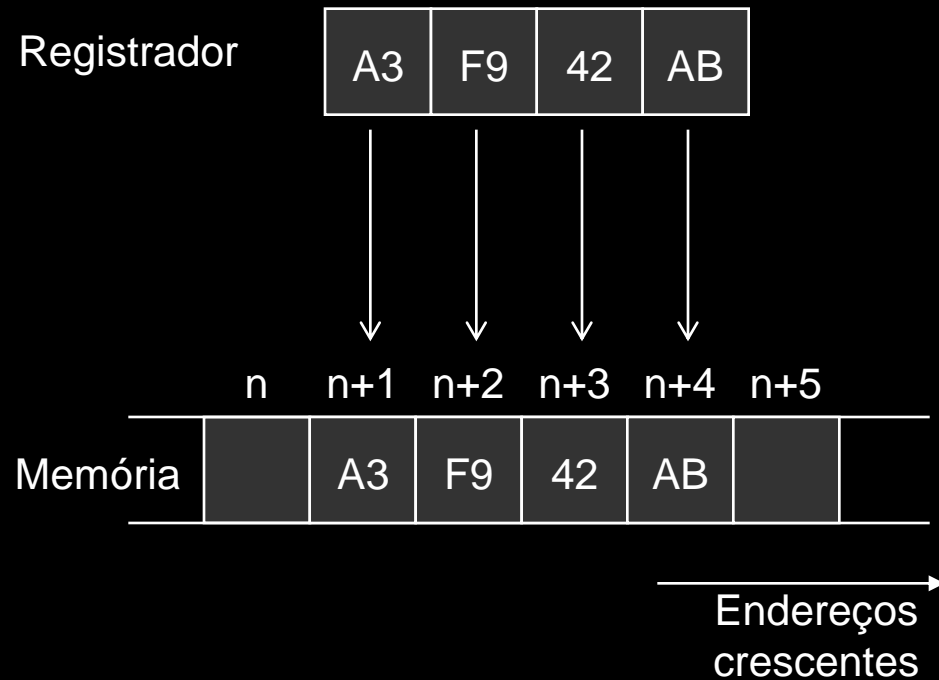 Registrador
A3 F9 42 AB
n n+1 n+2 n+3 n+4 n+5
Memória A3 F9 42 AB
Endereços
crescentes